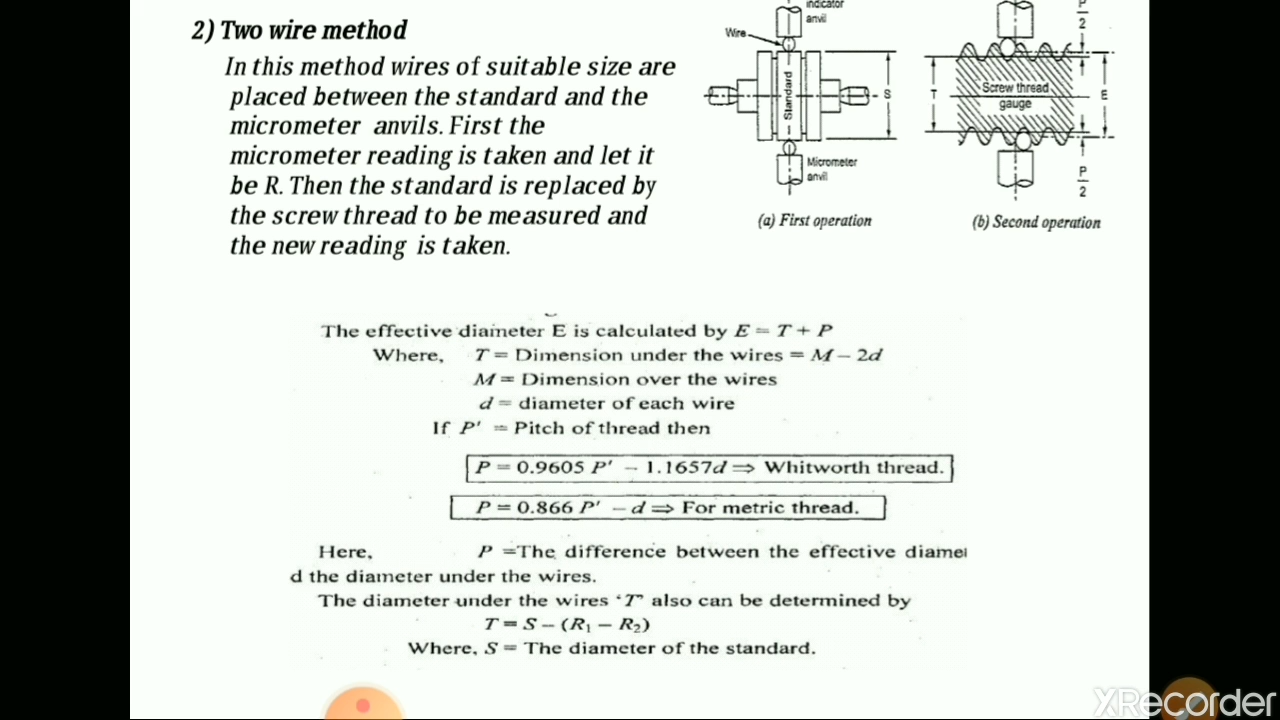 2) Two wire method
In this method wires of suitable size are
placed between the standard and the
micrometer anvils. First the
micrometer reading is taken and let it
be R. Then the standard is replaced by
the screw thread to be measured and
the new reading is taken.
indicator
anvil
Wire
Standard
S
Micrometer
anvil
(a) First operation
P
2
T
Screw thread
gauge
E
P
2
(b) Second operation
The effective diameter E is calculated by E = T + P
Where, T = Dimension under the wires = M – 2d
M = Dimension over the wires
d = diameter of each wire
If P' = Pitch of thread then
P = 0.9605 P' – 1.1657d ⇒ Whitworth thread.
P = 0.866 P' – d ⇒ For metric thread.
Here, P =The difference between the effective diamet
d the diameter under the wires.
The diameter under the wires ‘T’ also can be determined by
T = S – (R₁ – R₂)
Where, S = The diameter of the standard.
XRecorder